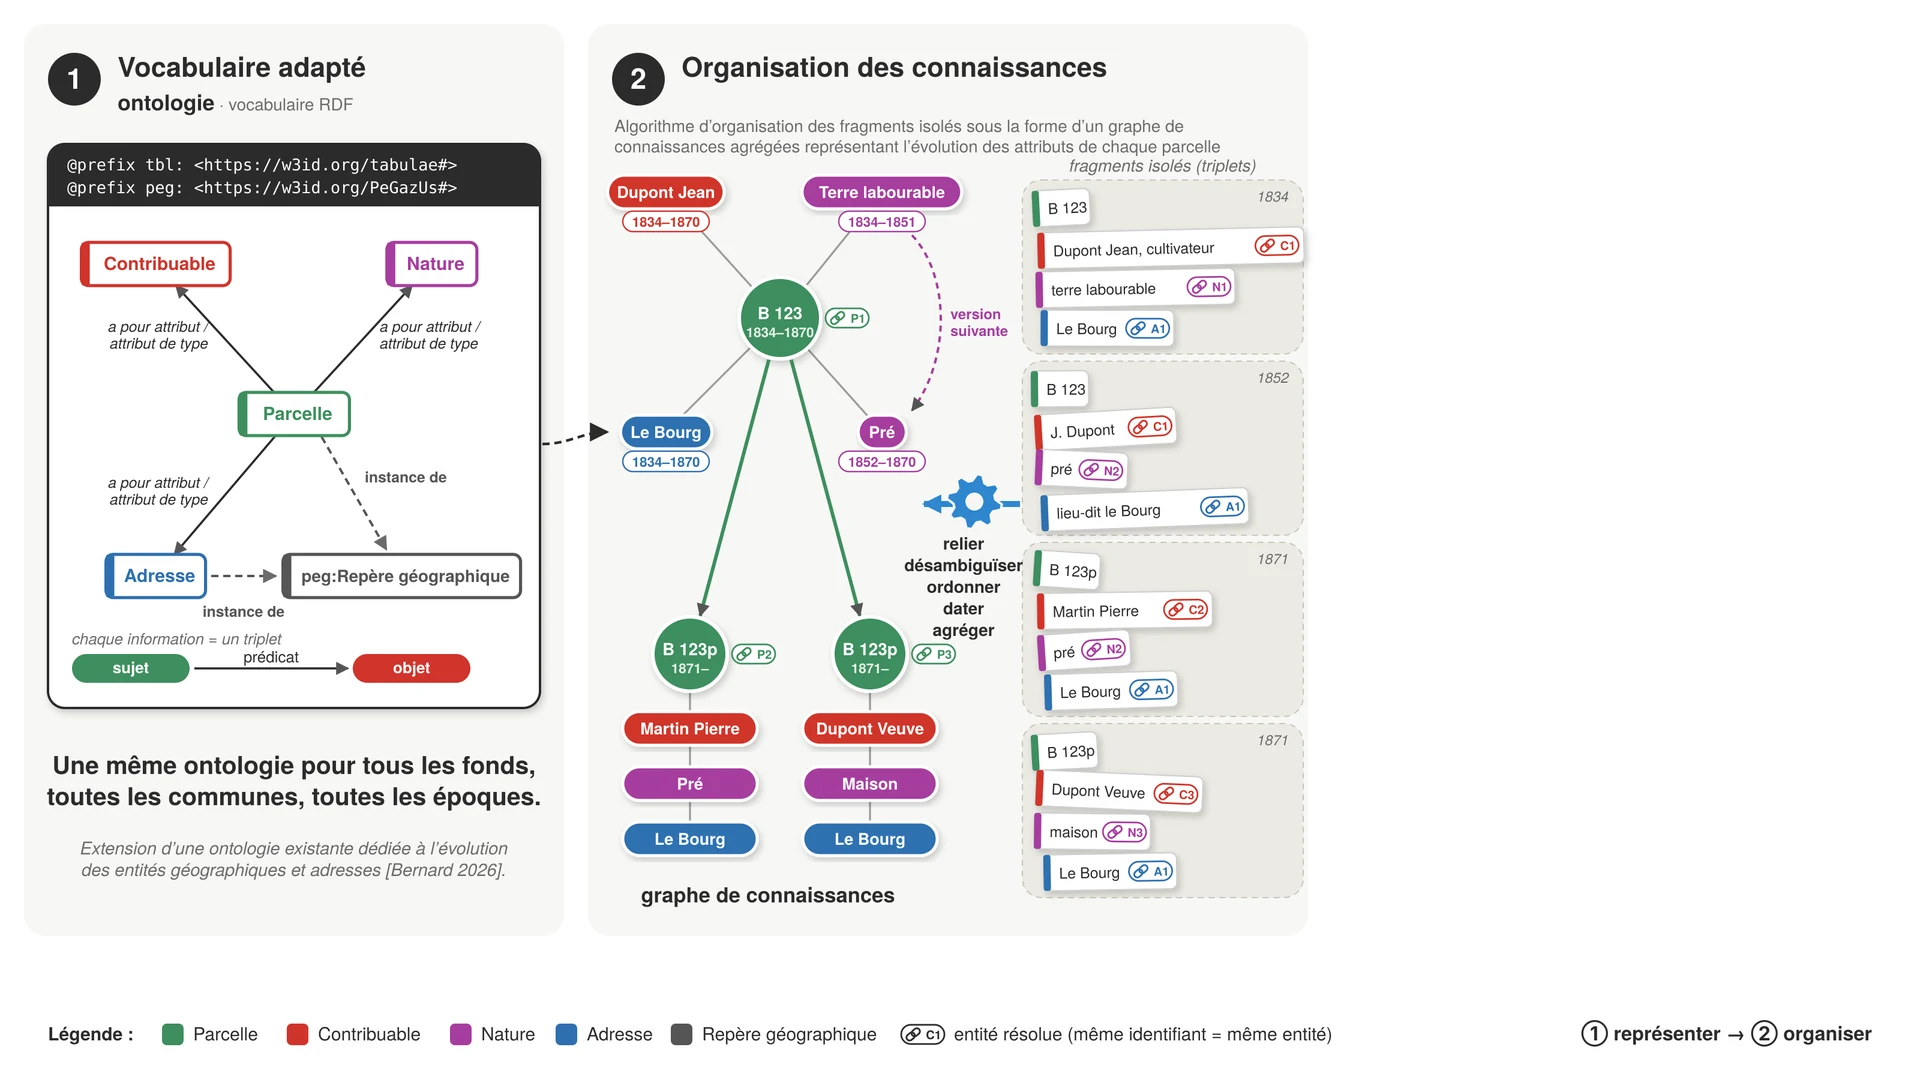 1
Vocabulaire adapté
ontologie · vocabulaire RDF
@prefix tbl: <https://w3id.org/tabulae#>
@prefix peg: <https://w3id.org/PeGazUs#>
Contribuable
Nature
a pour attribut /
attribut de type
a pour attribut /
attribut de type
Parcelle
a pour attribut /
attribut de type
instance de
Adresse
peg:Repère géographique
instance de
chaque information = un triplet
sujet
prédicat
objet
Une même ontologie pour tous les fonds,
toutes les communes, toutes les époques.
Extension d’une ontologie existante dédiée à l’évolution
des entités géographiques et adresses [Bernard 2026].
2
Organisation des connaissances
Algorithme d’organisation des fragments isolés sous la forme d’un graphe de
connaissances agrégées représentant l’évolution des attributs de chaque parcelle
Dupont Jean
1834–1870
Terre labourable
1834–1851
B 123
1834–1870
P1
version
suivante
Le Bourg
1834–1870
Pré
1852–1870
relier
désambiguïser
ordonner
dater
agréger
B 123p
1871–
P2
B 123p
1871–
P3
Martin Pierre
Pré
Le Bourg
Dupont Veuve
Maison
Le Bourg
graphe de connaissances
fragments isolés (triplets)
1834
B 123
Dupont Jean, cultivateur C1
terre labourable N1
Le Bourg A1
1852
B 123
J. Dupont C1
pré N2
lieu-dit le Bourg A1
1871
B 123p
Martin Pierre C2
pré N2
Le Bourg A1
1871
B 123p
Dupont Veuve C3
maison N3
Le Bourg A1
Légende : Parcelle Contribuable Nature Adresse Repère géographique C1 entité résolue (même identifiant = même entité)
1 représenter → 2 organiser